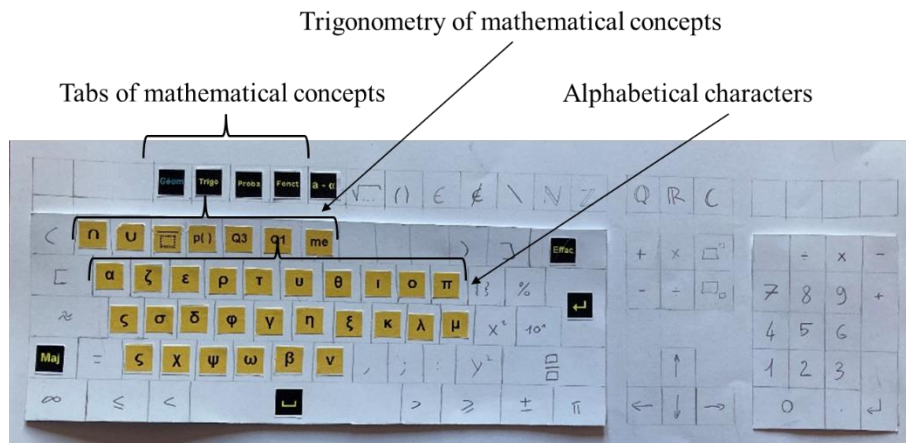 Trigonometry of mathematical concepts
Tabs of mathematical concepts
Alphabetical characters
Géom Trigo Proba Fonct a - α √... () ∈ ∉ \ ℕ ℤ Q ℝ C
( ∩ ∪ p( ) Q3 Q1 me ) ] Effac + × ÷ × -
[ α ζ ε ρ τ υ θ ι ο π {} % ↵ - ÷ 7 8 9 +
≈ ς σ δ φ γ η ξ κ λ μ x² 10ⁿ 4 5 6
Maj = ς χ ψ ω β ν , ; : y² ↑ 1 2 3
∞ ≤ < > ≥ ± π ← ↓ → 0 . ↵